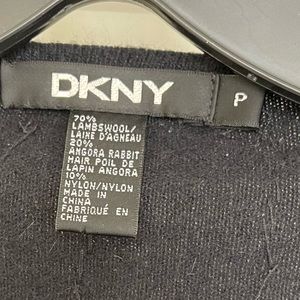 DKNY
P
70%
LAMBSWOOL/
LAINE D'AGNEAU
20%
ANGORA RABBIT
HAIR POIL DE
LAPIN ANGORA
10%
NYLON/NYLON
MADE IN
CHINA
FABRIQUÉ EN
CHINE